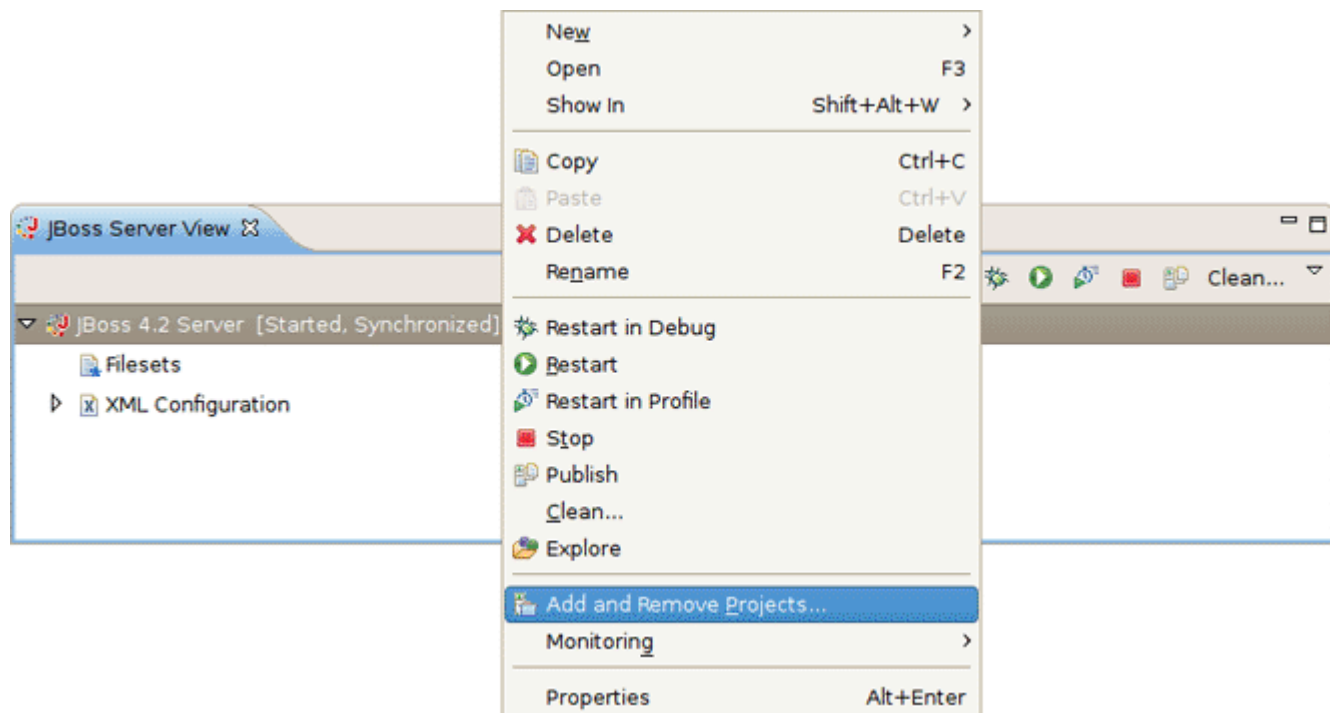 New
Open F3
Show In Shift+Alt+W
Copy Ctrl+C
Paste Ctrl+V
JBoss Server View
Delete Delete
Rename F2
Clean...
JBoss 4.2 Server [Started, Synchronized]
Restart in Debug
Filesets
Restart
XML Configuration
Restart in Profile
Stop
Publish
Clean...
Explore
Add and Remove Projects...
Monitoring
Properties Alt+Enter